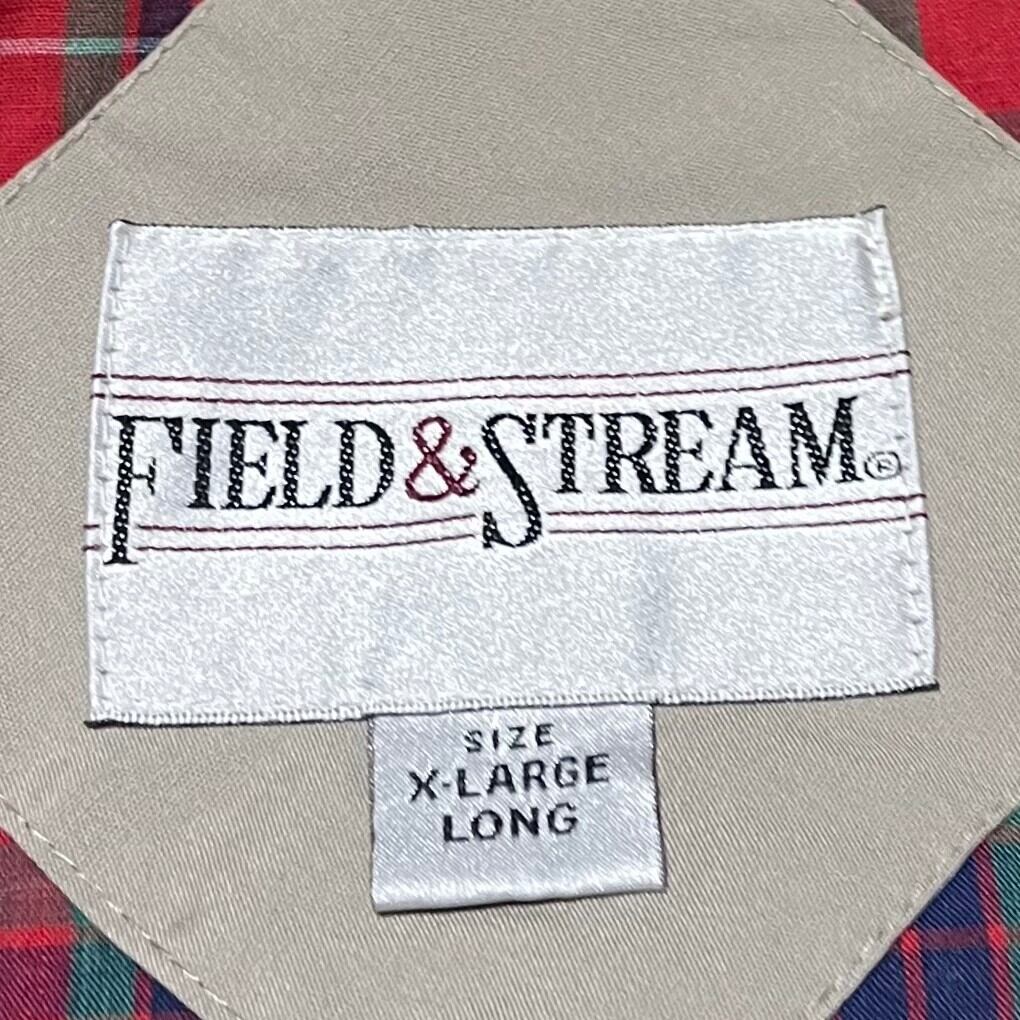 FIELD & STREAM®
SIZE
X-LARGE
LONG